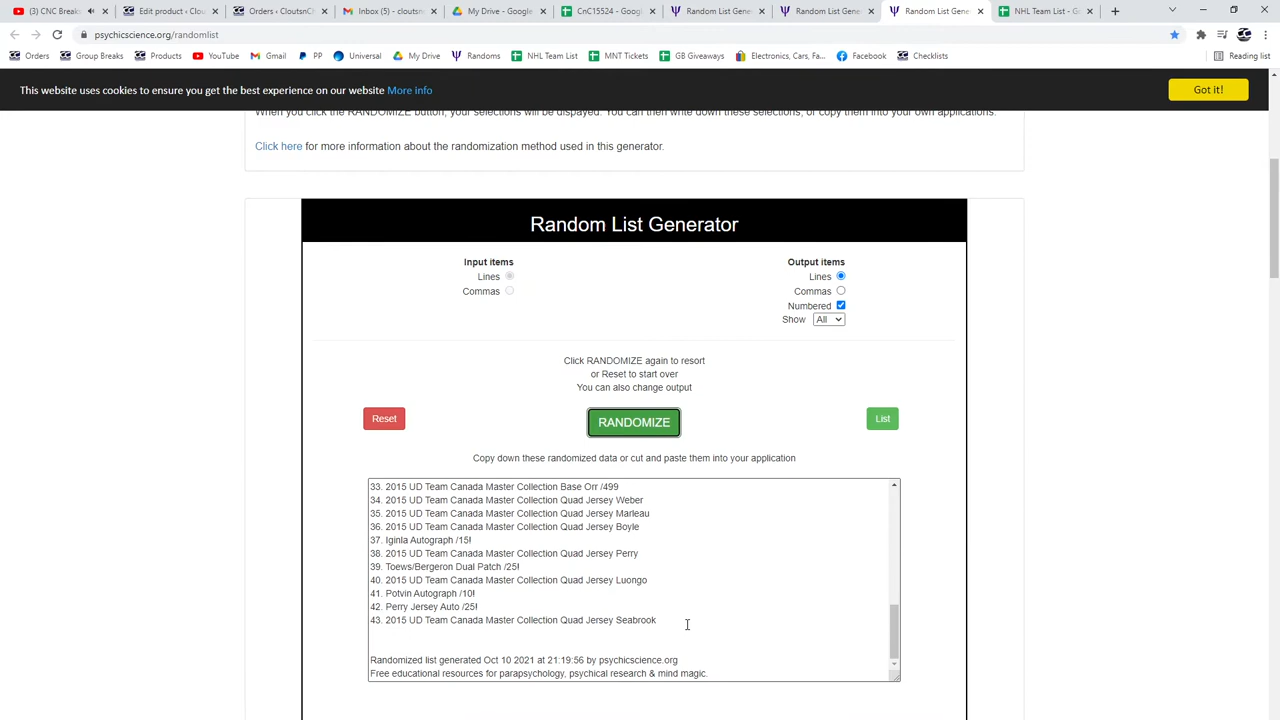 (3) CNC Breaks
Edit product ‹ Clouts
Orders ‹ CloutsnCh
Inbox (5) - cloutsn
My Drive - Google
CnC15524 - Googl
Random List Gene
Random List Gene
Random List Gene
NHL Team List - Go
psychicscience.org/randomlist
Orders
Group Breaks
Products
YouTube
Gmail
PP
Universal
My Drive
Randoms
NHL Team List
MNT Tickets
GB Giveaways
Electronics, Cars, Fa...
Facebook
Checklists
Reading list
This website uses cookies to ensure you get the best experience on our website More info
Got it!
When you click the RANDOMIZE button, your selections will be displayed. You can then write down these selections, or copy them into your own applications.
Click here for more information about the randomization method used in this generator.
Random List Generator
Input items
Lines
Commas
Output items
Lines
Commas
Numbered
Show All
Click RANDOMIZE again to resort
or Reset to start over
You can also change output
Reset
RANDOMIZE
List
Copy down these randomized data or cut and paste them into your application
33. 2015 UD Team Canada Master Collection Base Orr /499
34. 2015 UD Team Canada Master Collection Quad Jersey Weber
35. 2015 UD Team Canada Master Collection Quad Jersey Marleau
36. 2015 UD Team Canada Master Collection Quad Jersey Boyle
37. Iginla Autograph /15!
38. 2015 UD Team Canada Master Collection Quad Jersey Perry
39. Toews/Bergeron Dual Patch /25!
40. 2015 UD Team Canada Master Collection Quad Jersey Luongo
41. Potvin Autograph /10!
42. Perry Jersey Auto /25!
43. 2015 UD Team Canada Master Collection Quad Jersey Seabrook
Randomized list generated Oct 10 2021 at 21:19:56 by psychicscience.org
Free educational resources for parapsychology, psychical research & mind magic.